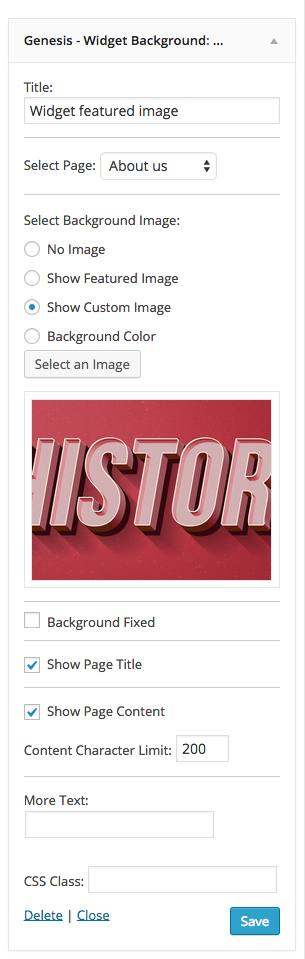 Genesis - Widget Background: ...
Title:
Widget featured image
Select Page: About us
Select Background Image:
No Image
Show Featured Image
Show Custom Image
Background Color
Select an Image
HISTOR
Background Fixed
Show Page Title
Show Page Content
Content Character Limit: 200
More Text:
CSS Class:
Delete | Close Save